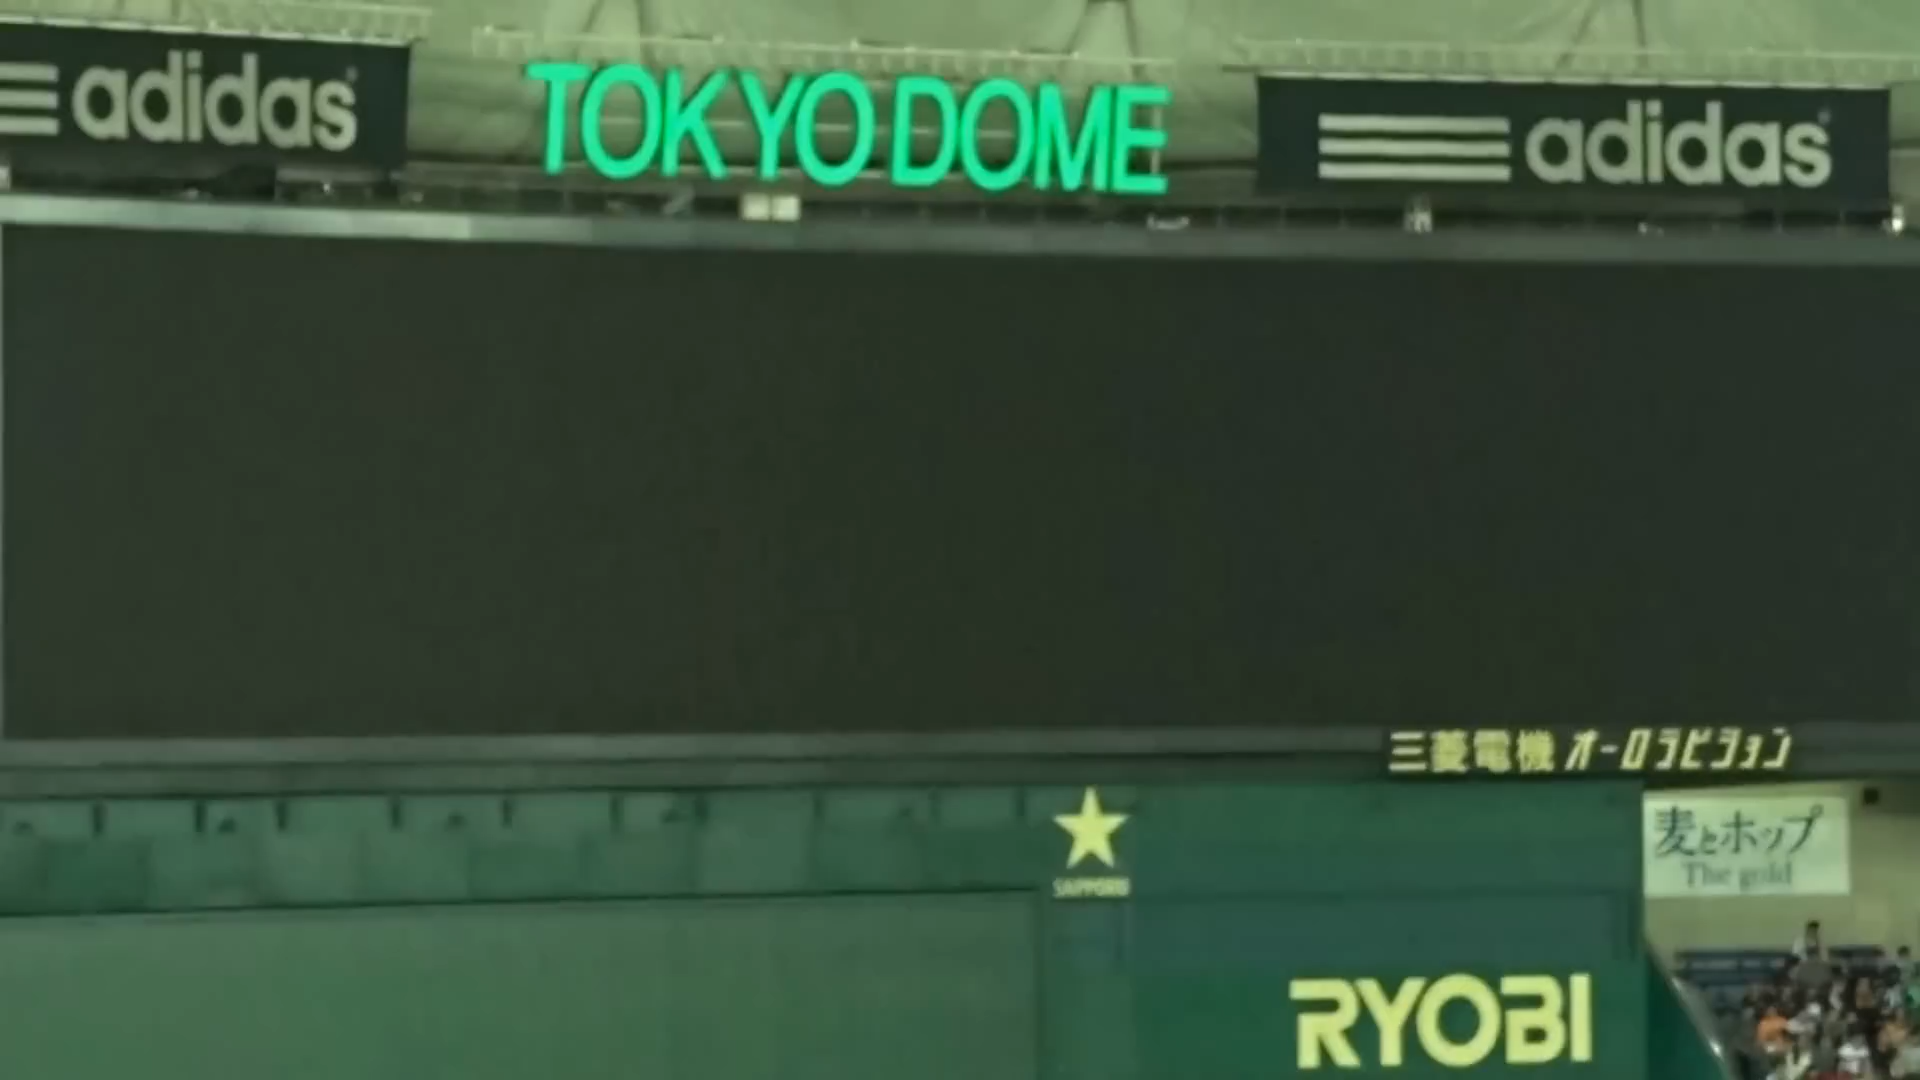 adidas
TOKYO DOME
adidas
三菱電機 オーロラビジョン
SAPPORO
麦とホップ
The gold
RYOBI